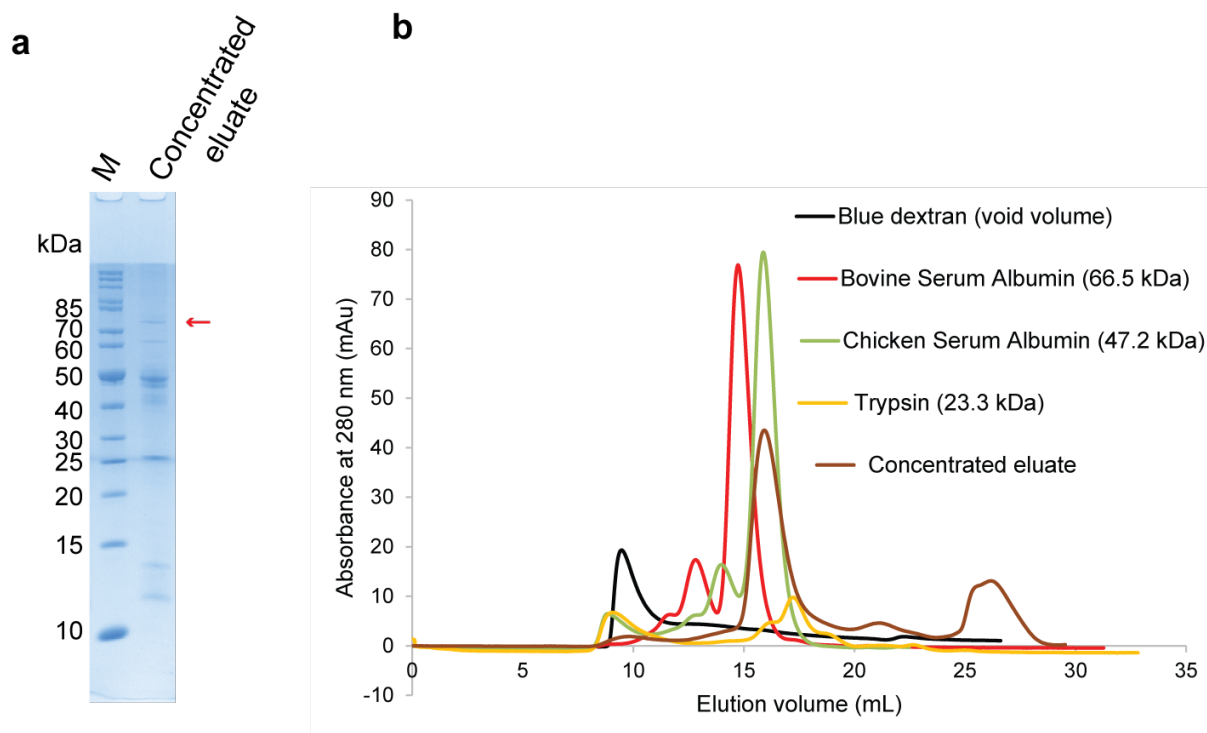 a
M
Concentrated
eluate
kDa
85
70
60
50
40
30
25
20
15
10
b
Absorbance at 280 nm (mAu)
90
80
70
60
50
40
30
20
10
0
-10
0 5 10 15 20 25 30 35
Elution volume (mL)
Blue dextran (void volume)
Bovine Serum Albumin (66.5 kDa)
Chicken Serum Albumin (47.2 kDa)
Trypsin (23.3 kDa)
Concentrated eluate